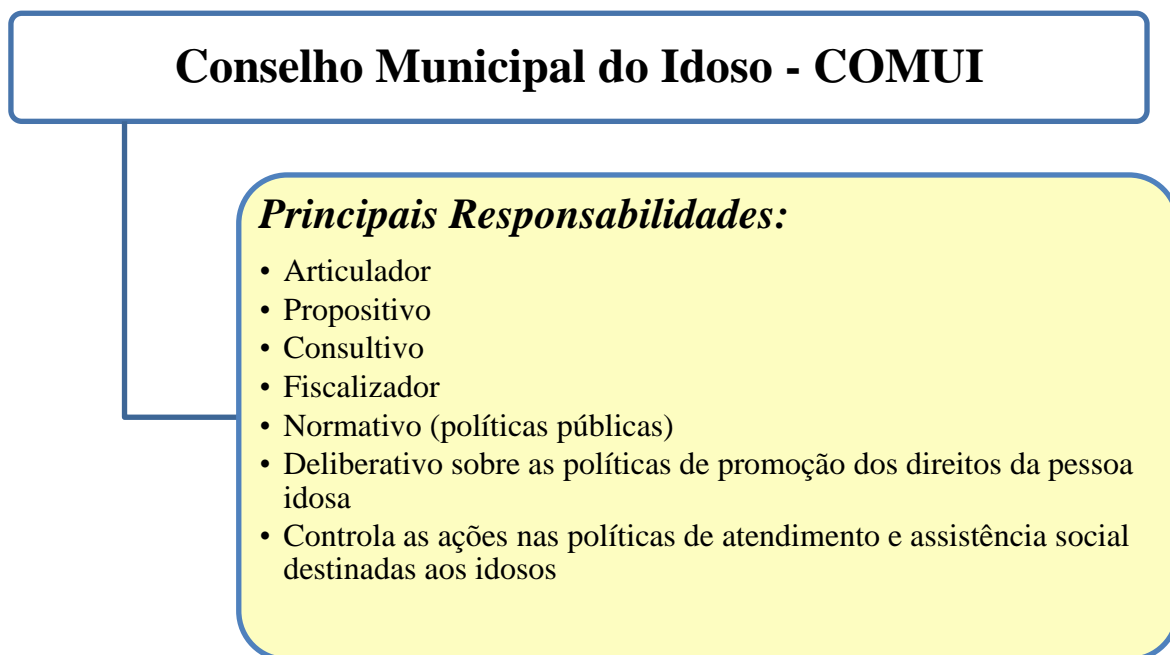 Conselho Municipal do Idoso - COMUI
Principais Responsabilidades:
• Articulador
• Propositivo
• Consultivo
• Fiscalizador
• Normativo (políticas públicas)
• Deliberativo sobre as políticas de promoção dos direitos da pessoa
idosa
• Controla as ações nas políticas de atendimento e assistência social
destinadas aos idosos